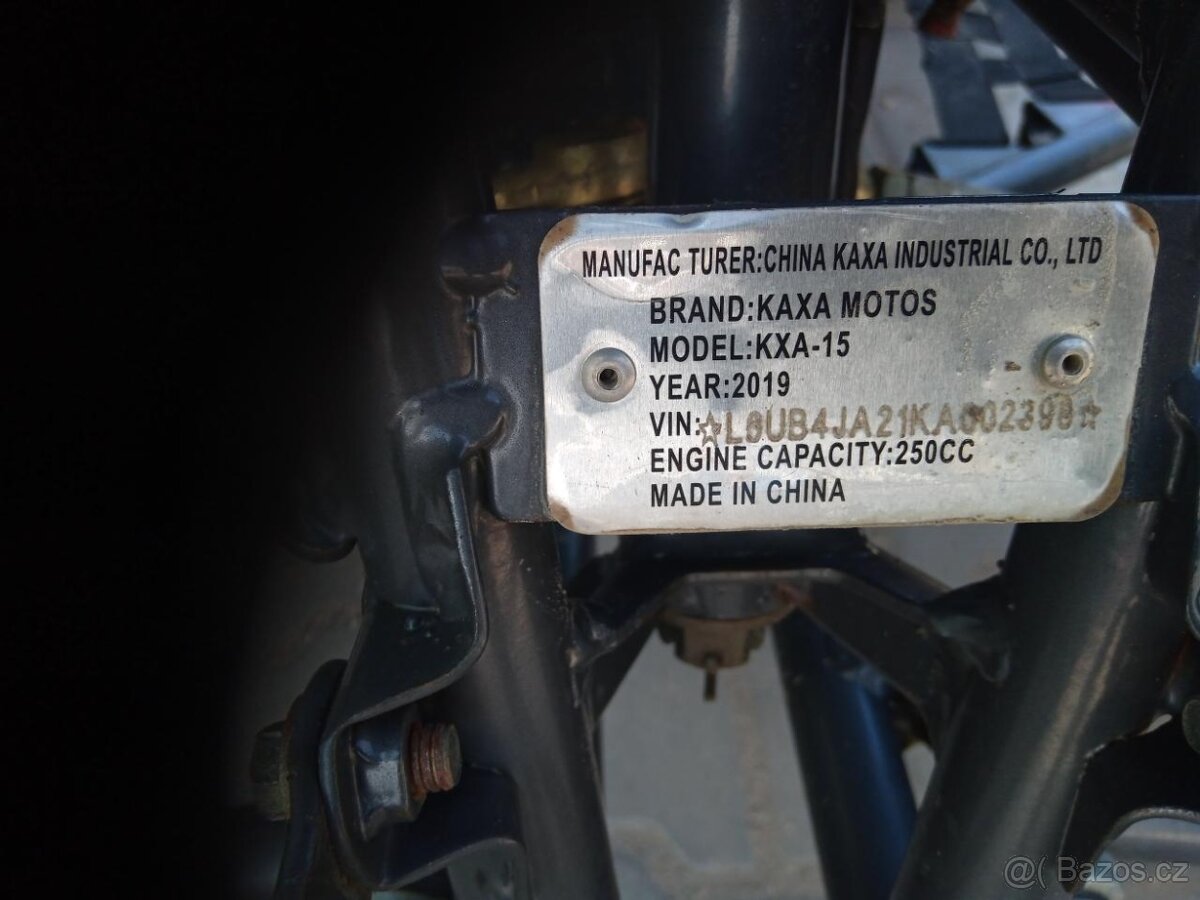 MANUFAC TURER:CHINA KAXA INDUSTRIAL CO., LTD
BRAND:KAXA MOTOS
MODEL:KXA-15
YEAR:2019
VIN:
ENGINE CAPACITY:250CC
MADE IN CHINA
@( Bazos.cz